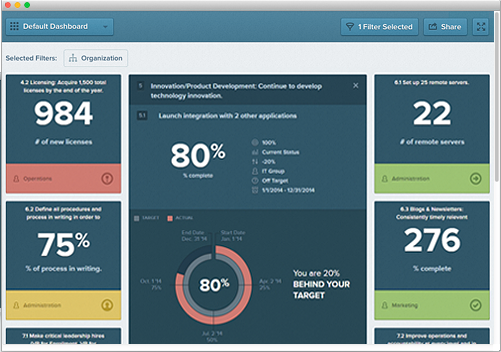 Default Dashboard
1 Filter Selected
Share
Selected Filters:
Organization
4.2 Licensing: Acquire 1,500 total
licenses by the end of the year.
984
# of new licenses
Operations
6.2 Define all procedures and
process in writing in order to
75%
% of process in writing.
Administration
7.1 Make critical leadership hires
5
Innovation/Product Development: Continue to develop
technology innovation.
5.1
Launch integration with 2 other applications
80%
% complete
100%
Current Status
-20%
IT Group
Off Target
1/1/2014 - 12/31/2014
TARGET
ACTUAL
End Date
Dec. 31 '14
Start Date
Jan. 1 '14
Oct. 1 '14
75%
Apr. 2 '14
25%
80%
Jul. 2 '14
50%
You are 20%
BEHIND YOUR
TARGET
6.1 Set up 25 remote servers.
22
# of remote servers
Administration
6.3 Blogs & Newsletters:
Consistently timely relevant
276
% complete
Marketing
7.2 Improve operations and